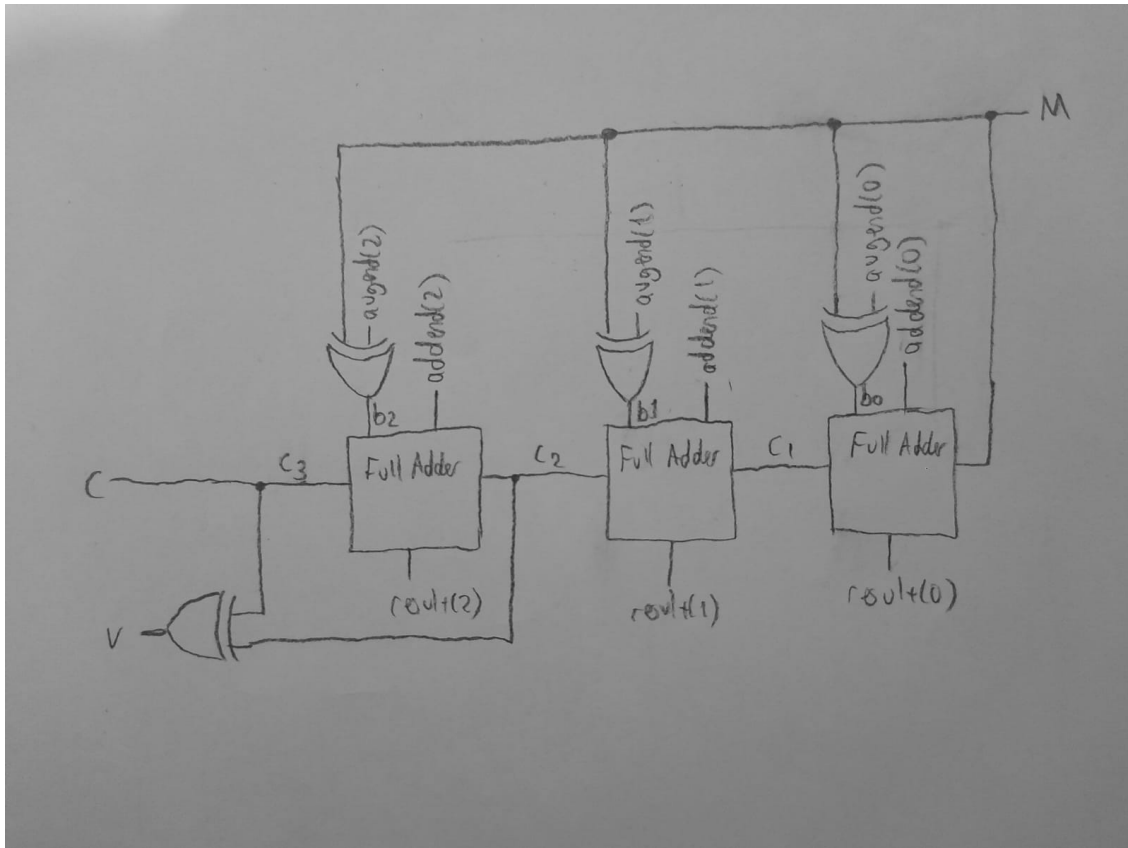 M
augend(2)
addend(2)
augend(1)
addend(1)
augend(0)
addend(0)
b2
b1
b0
Full Adder
Full Adder
Full Adder
C
C3
C2
C1
result(2)
result(1)
result(0)
V